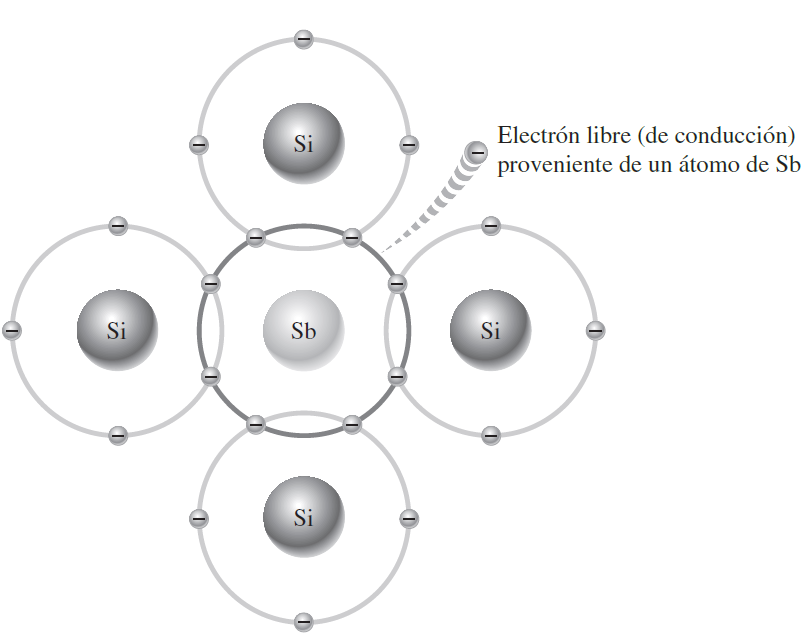 Si
Electrón libre (de conducción)
proveniente de un átomo de Sb
Si
Sb
Si
Si